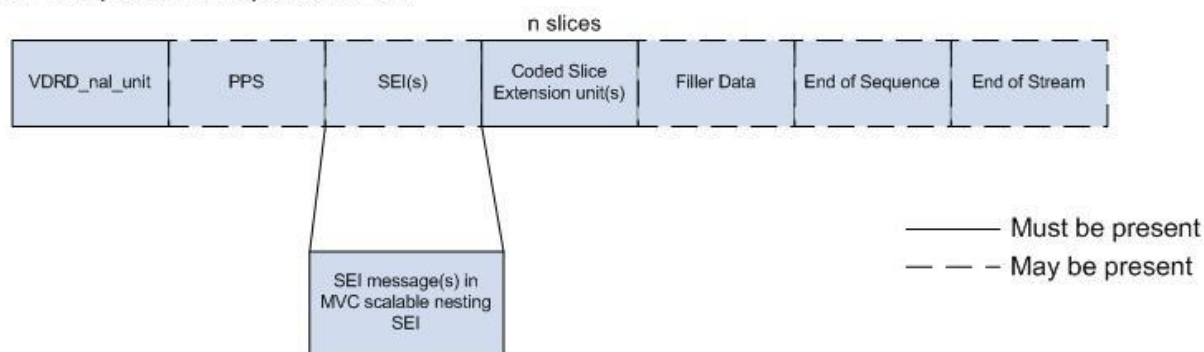 n slices
VDRD_nal_unit
PPS
SEI(s)
Coded Slice
Extension unit(s)
Filler Data
End of Sequence
End of Stream
Must be present
May be present
SEI message(s) in
MVC scalable nesting
SEI